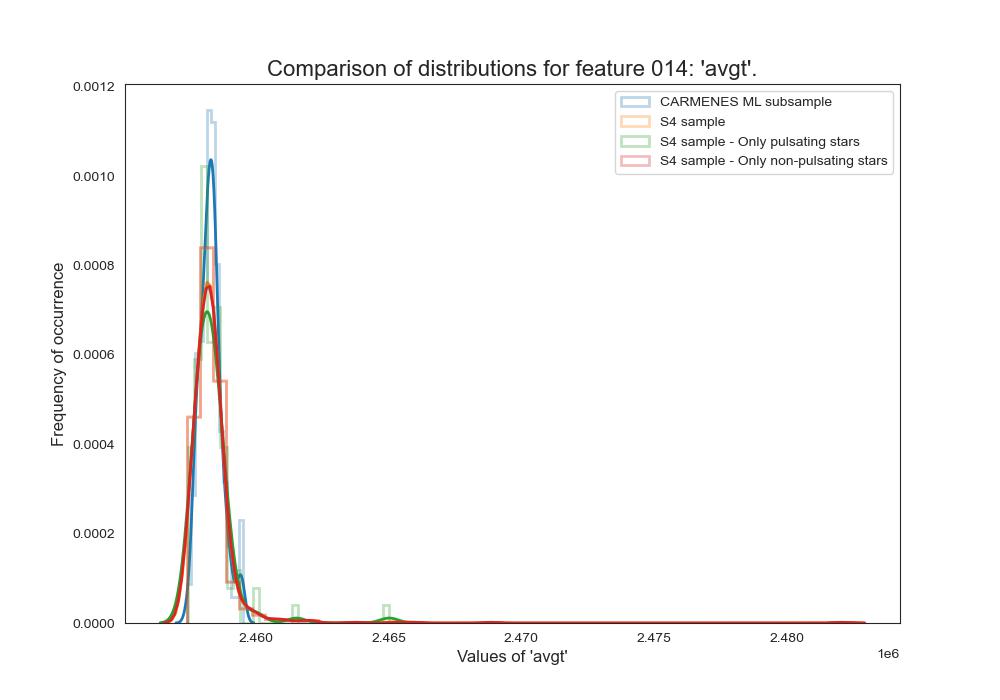 Comparison of distributions for feature 014: 'avgt'.
CARMENES ML subsample
S4 sample
S4 sample - Only pulsating stars
S4 sample - Only non-pulsating stars
Frequency of occurrence
0.0012
0.0010
0.0008
0.0006
0.0004
0.0002
0.0000
2.460 2.465 2.470 2.475 2.480
1e6
Values of 'avgt'